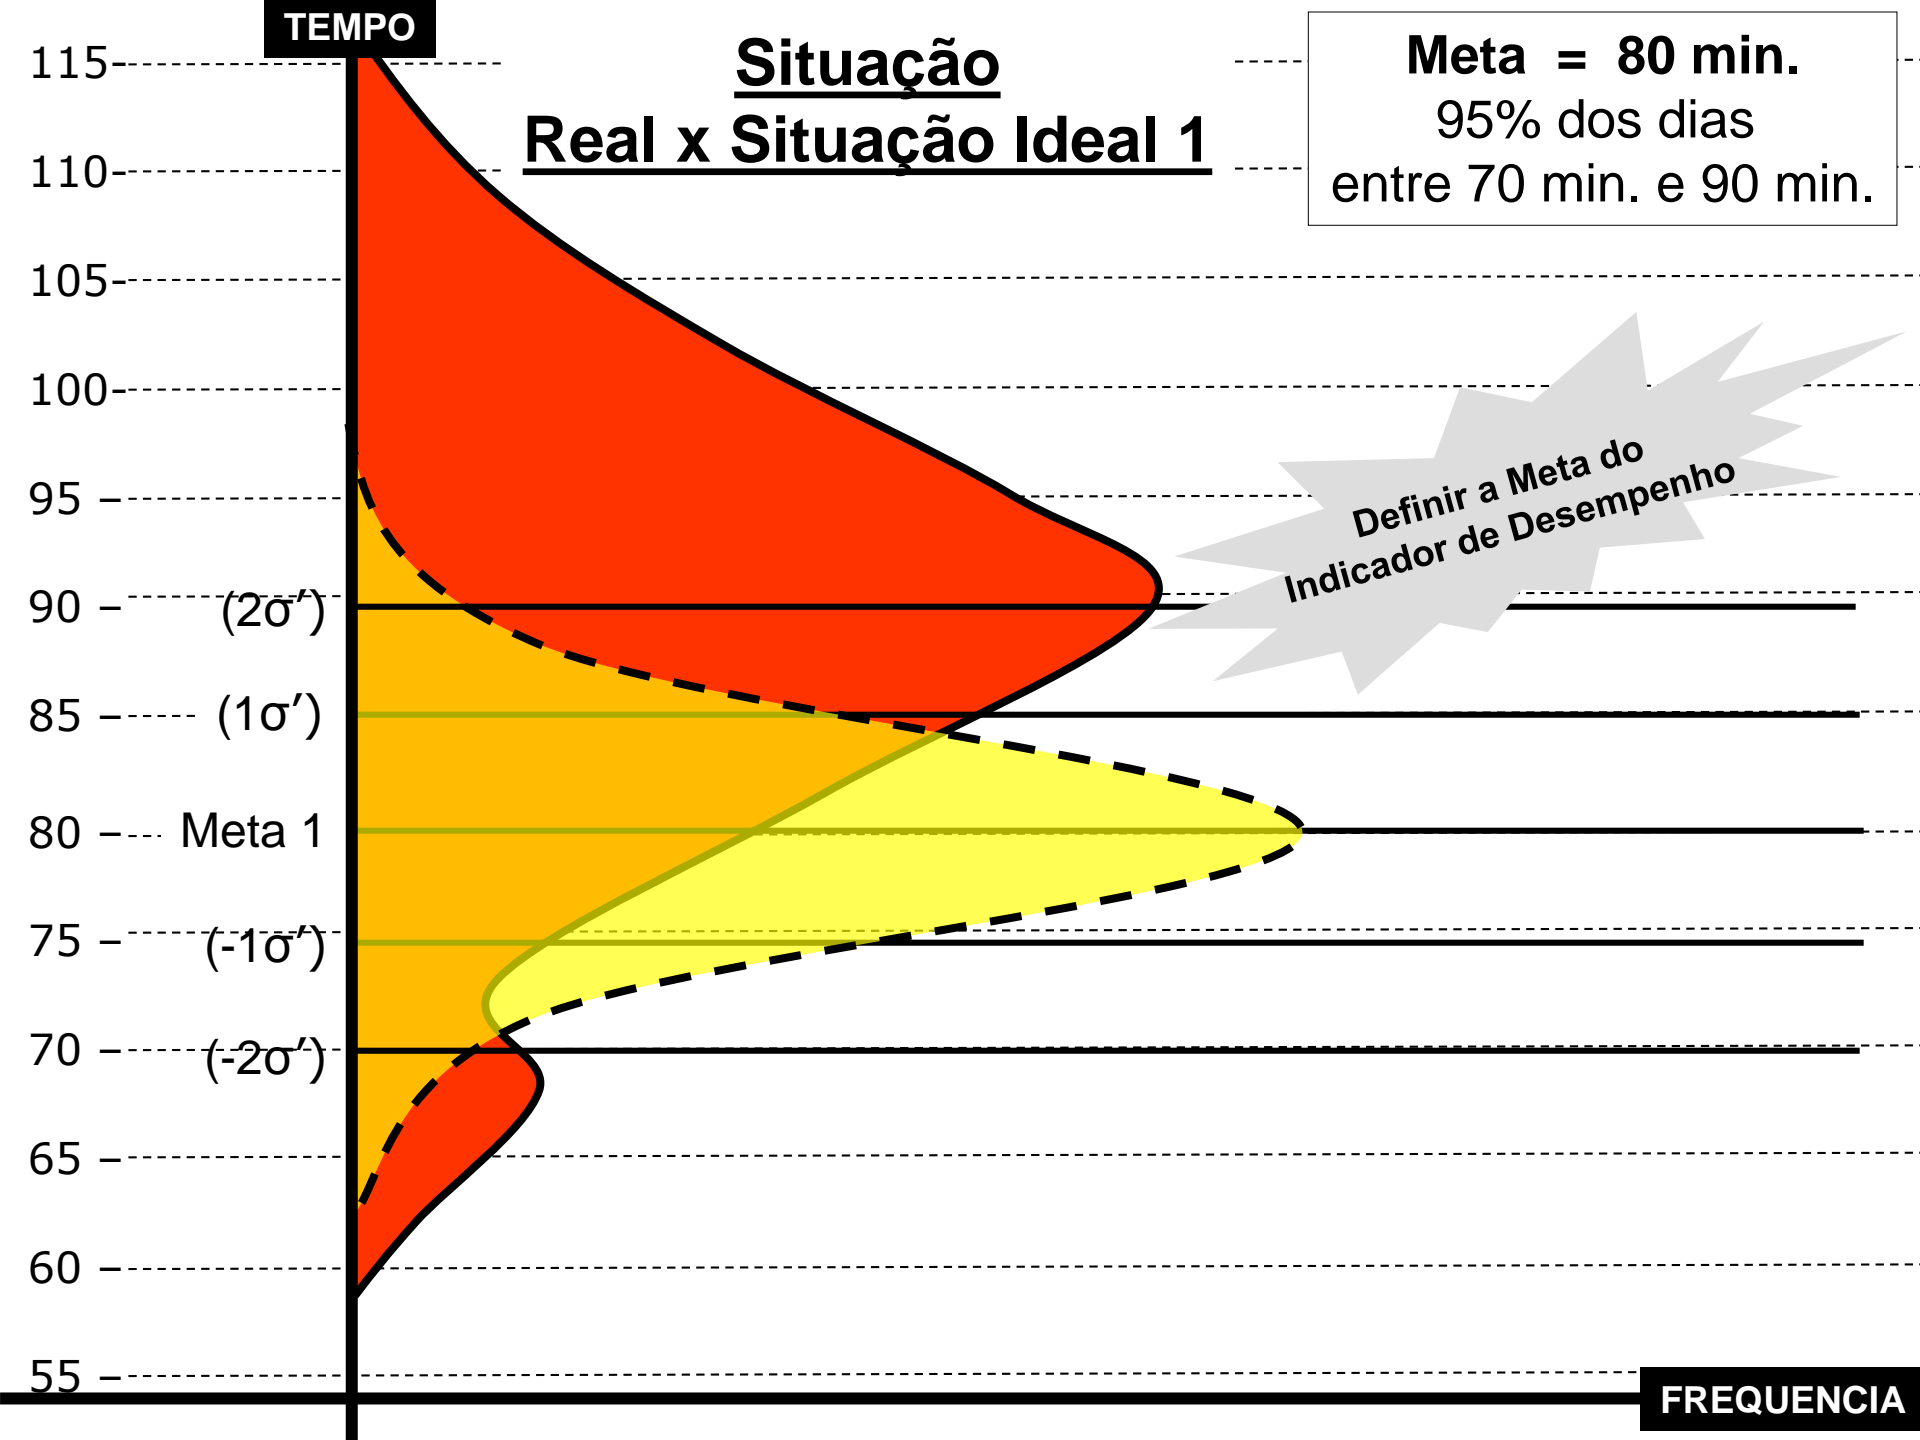 TEMPO
Situação
Real x Situação Ideal 1
Meta = 80 min.
95% dos dias
entre 70 min. e 90 min.
115-
110-
105-
100-
95 –
Definir a Meta do
Indicador de Desempenho
90 – (2σ′)
85 – (1σ′)
80 – Meta 1
75 – (-1σ′)
70 – (-2σ′)
65 –
60 –
55 –
FREQUENCIA